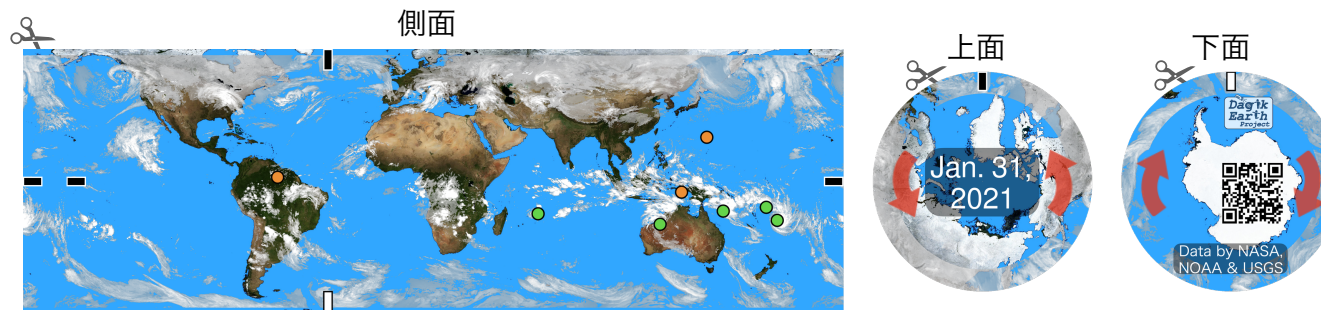 側面
上面
Jan. 31,
2021
下面
Dagik
Earth
Project
Data by NASA,
NOAA & USGS